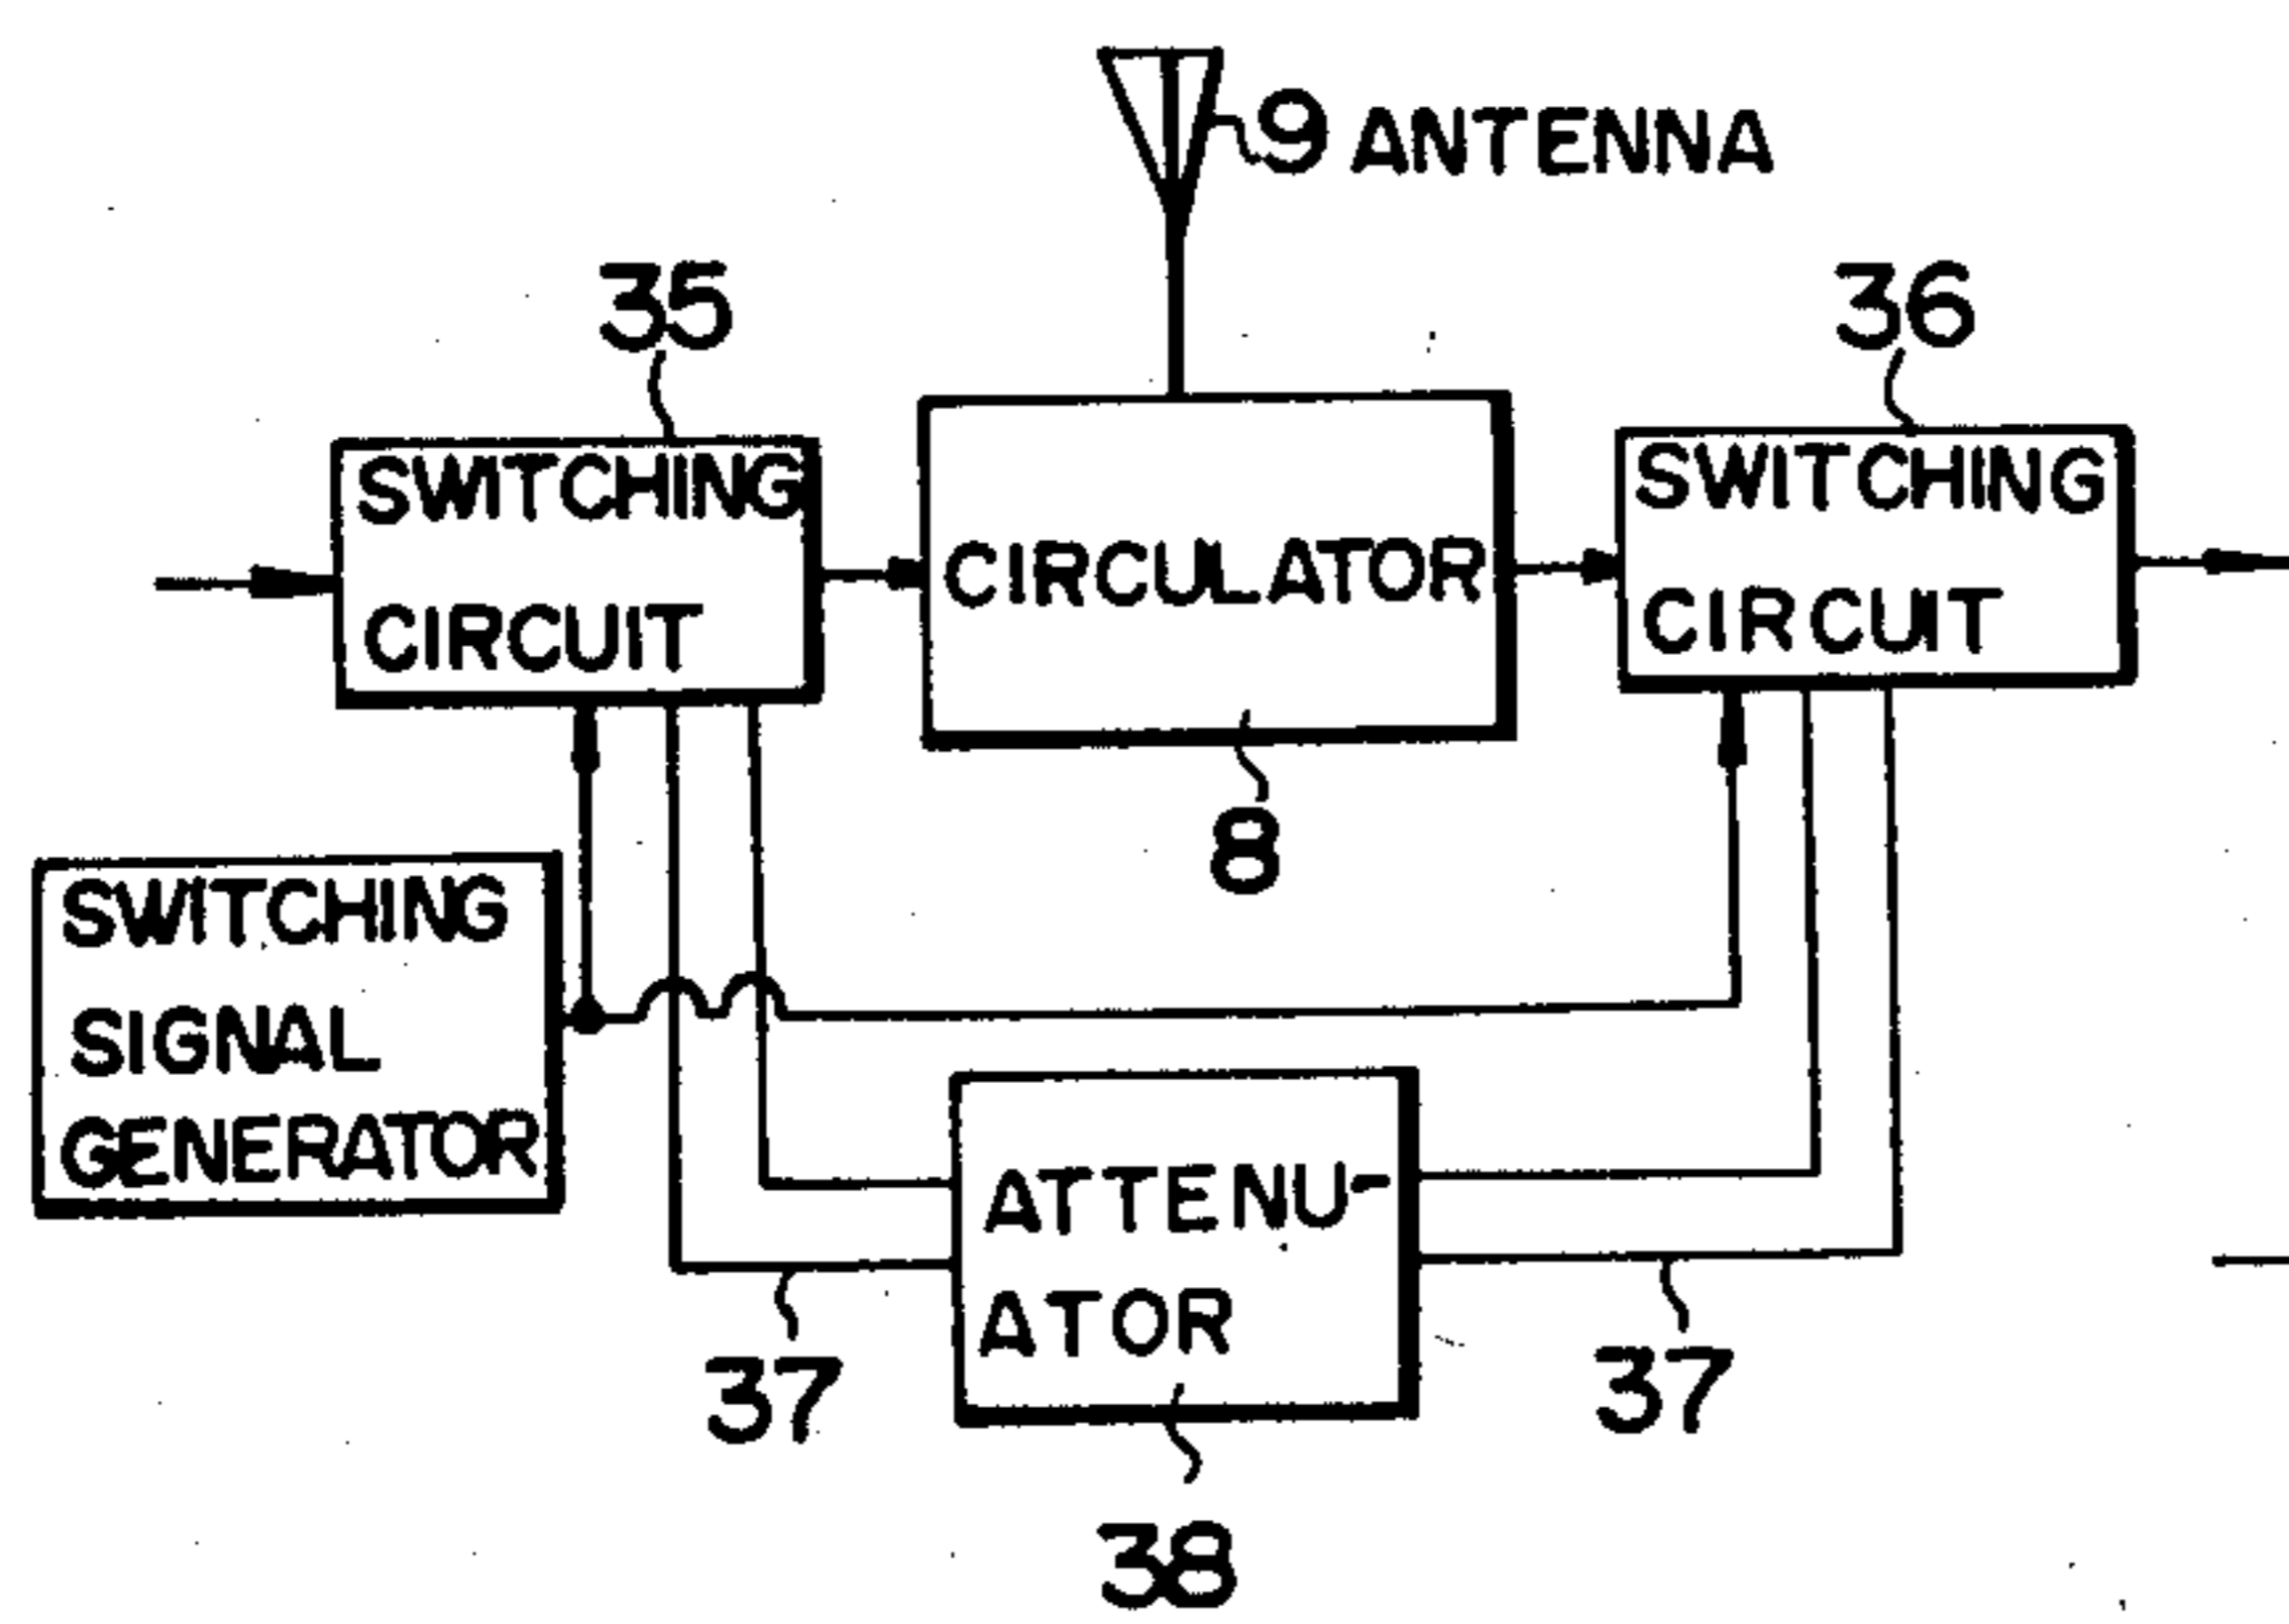 9 ANTENNA
35
36
SWITCHING
CIRCUIT
CIRCULATOR
SWITCHING
CIRCUIT
8
SWITCHING
SIGNAL
GENERATOR
ATTENU-
ATOR
37
37
38